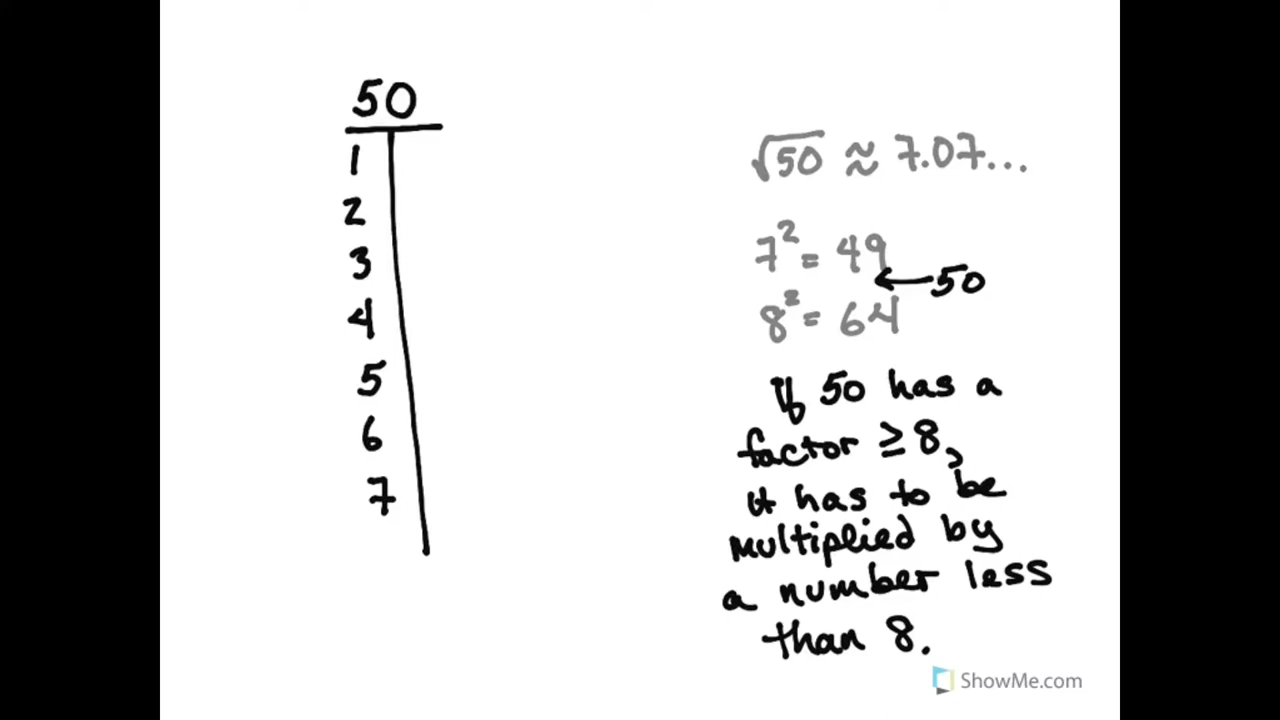 50
1
2
3
4
5
6
7
√50 ≈ 7.07...
7² = 49
50
8² = 64
If 50 has a
factor ≥ 8,
it has to be
multiplied by
a number less
than 8.
ShowMe.com